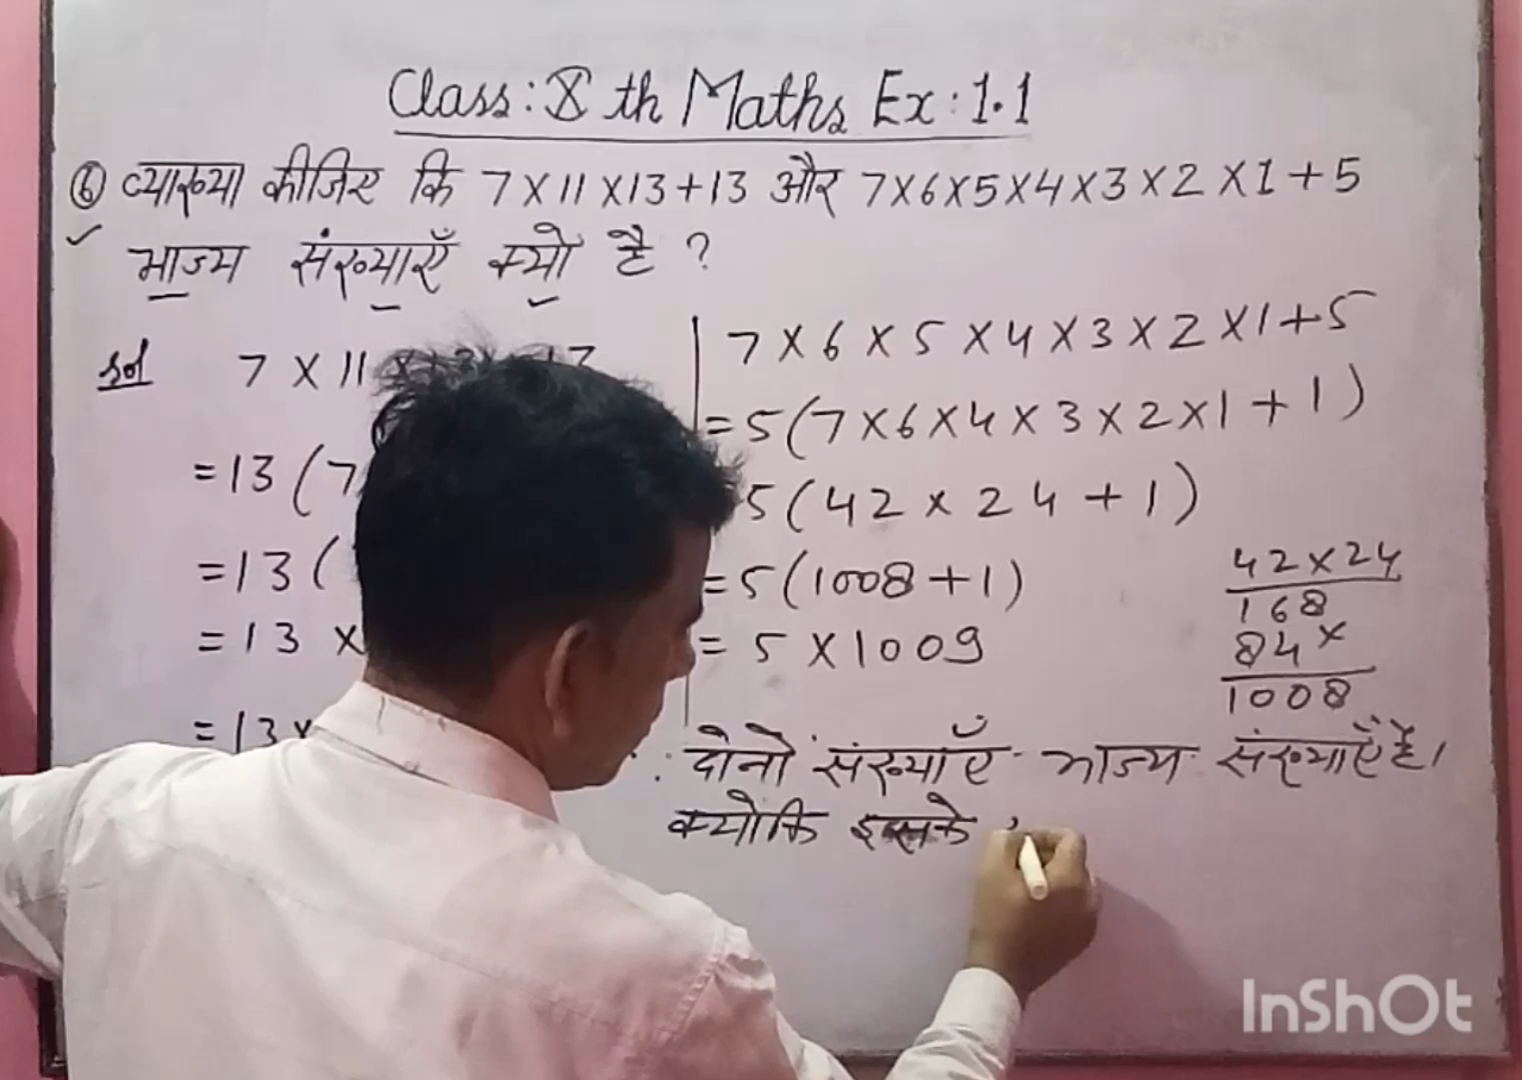 Class: X th Maths Ex: 1.1
⑥ व्याख्या कीजिए कि 7×11×13+13 और 7×6×5×4×3×2×1+5
भाज्य संख्याएँ क्यों है ?
Sol
7 × 11
= 13 (7
= 13 (
= 13 ×
= 13 ×
7×6×5×4×3×2×1+5
= 5(7×6×4×3×2×1+1)
5(42×24+1)
= 5(1008+1)
= 5×1009
42×24
168
84×
1008
∴ दोनों संख्याएँ भाज्य संख्याएँ हैं।
क्योकि इसके
InShOt